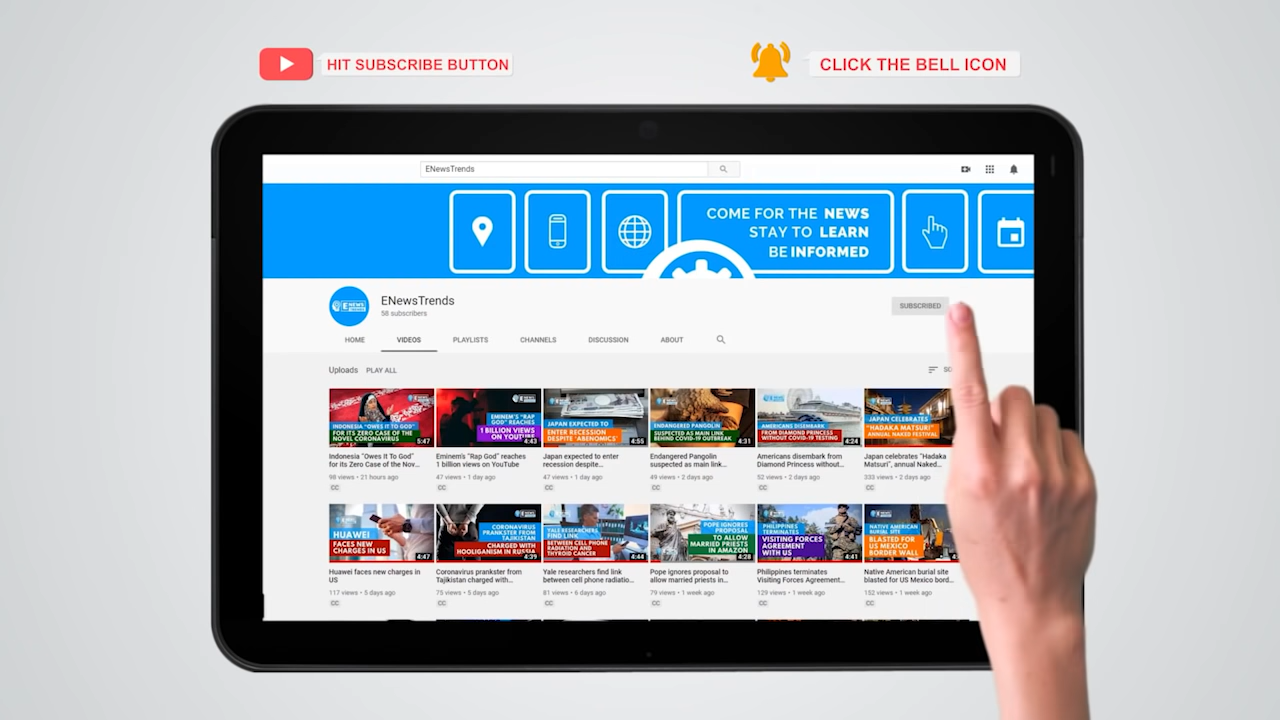 HIT SUBSCRIBE BUTTON
CLICK THE BELL ICON
ENewsTrends
COME FOR THE NEWS
STAY TO LEARN
BE INFORMED
ENewsTrends
58 subscribers
SUBSCRIBED
HOME VIDEOS PLAYLISTS CHANNELS DISCUSSION ABOUT
Uploads PLAY ALL
INDONESIA "OWES IT TO GOD"
FOR ITS ZERO CASE OF THE
NOVEL CORONAVIRUS
5:47
EMINEM'S "RAP
GOD" REACHES
1 BILLION VIEWS
ON YOUTUBE
4:43
JAPAN EXPECTED TO
ENTER RECESSION
DESPITE 'ABENOMICS'
4:55
ENDANGERED PANGOLIN
SUSPECTED AS MAIN LINK
BEHIND COVID-19 OUTBREAK
4:31
AMERICANS DISEMBARK
FROM DIAMOND PRINCESS
WITHOUT COVID-19 TESTING
4:24
JAPAN CELEBRATES
"HADAKA MATSURI"
ANNUAL NAKED FESTIVAL
Indonesia "Owes It To God"
for its Zero Case of the Nov...
98 views • 21 hours ago
CC
Eminem's "Rap God" reaches
1 billion views on YouTube
47 views • 1 day ago
CC
Japan expected to enter
recession despite...
47 views • 1 day ago
CC
Endangered Pangolin
suspected as main link...
49 views • 2 days ago
CC
Americans disembark from
Diamond Princess without...
52 views • 2 days ago
CC
Japan celebrates "Hadaka
Matsuri", annual Naked...
333 views • 2 days ago
CC
HUAWEI
FACES NEW
CHARGES IN US
4:47
CORONAVIRUS
PRANKSTER FROM
TAJIKISTAN
CHARGED WITH
HOOLIGANISM IN RUSSIA
4:39
YALE RESEARCHERS
FIND LINK
BETWEEN CELL PHONE
RADIATION AND
THYROID CANCER
4:44
POPE IGNORES
PROPOSAL
TO ALLOW
MARRIED PRIESTS
IN AMAZON
4:28
PHILIPPINES
TERMINATES
VISITING FORCES
AGREEMENT
WITH US
4:41
NATIVE AMERICAN
BURIAL SITE
BLASTED FOR
US MEXICO
BORDER WALL
Huawei faces new charges in
US
117 views • 5 days ago
CC
Coronavirus prankster from
Tajikistan charged with...
75 views • 5 days ago
CC
Yale researchers find link
between cell phone radiatio...
81 views • 6 days ago
CC
Pope ignores proposal to
allow married priests in...
79 views • 1 week ago
CC
Philippines terminates
Visiting Forces Agreement...
129 views • 1 week ago
CC
Native American burial site
blasted for US Mexico bord...
152 views • 1 week ago
CC